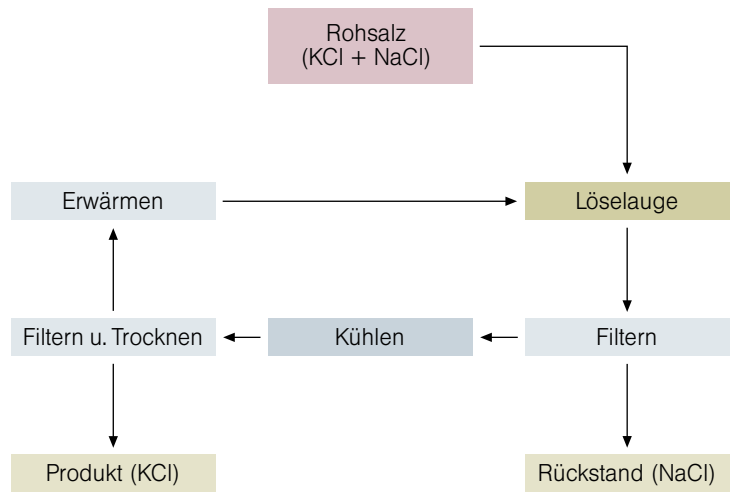 Rohsalz
(KCl + NaCl)
Erwärmen
Löselauge
Filtern u. Trocknen
Kühlen
Filtern
Produkt (KCl)
Rückstand (NaCl)